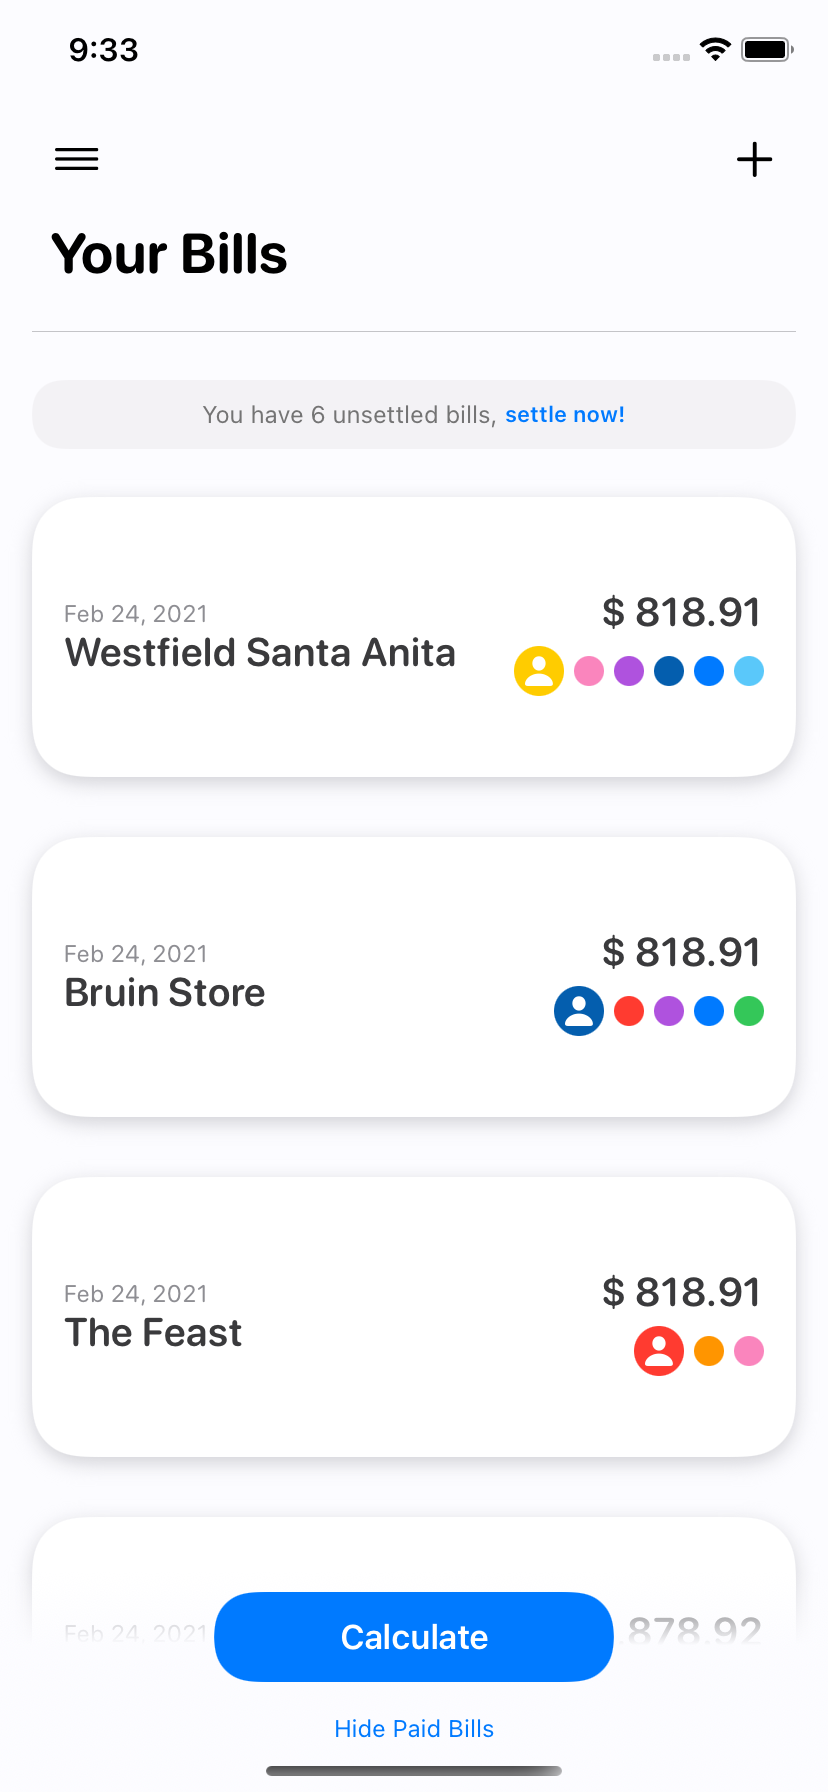 9:33
Your Bills
You have 6 unsettled bills, settle now!
Feb 24, 2021
$ 818.91
Westfield Santa Anita
Feb 24, 2021
$ 818.91
Bruin Store
Feb 24, 2021
$ 818.91
The Feast
Feb 24, 2021
.878.92
Calculate
Hide Paid Bills